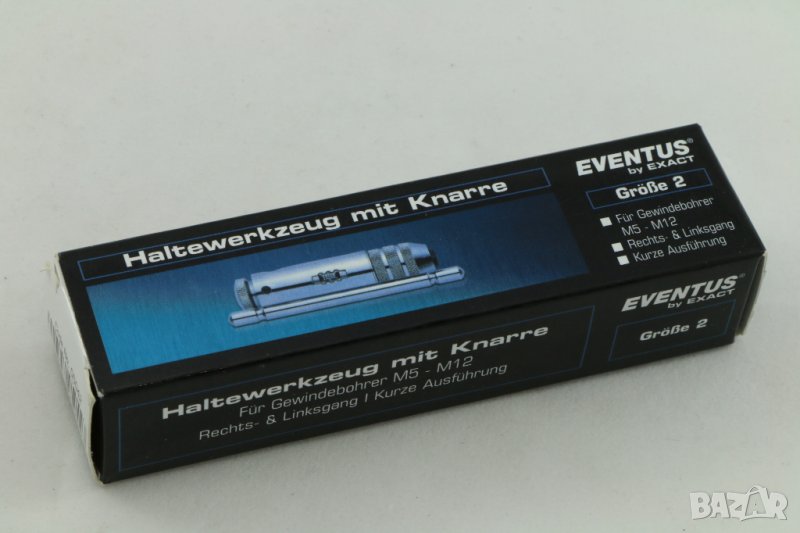 Haltewerkzeug mit Knarre
EVENTUS®
by EXACT
Größe 2
Für Gewindebohrer
M5 - M12
Rechts- & Linksgang
Kurze Ausführung
Haltewerkzeug mit Knarre
Für Gewindebohrer M5 - M12
Rechts- & Linksgang | Kurze Ausführung
EVENTUS®
by EXACT
Größe 2
BAZAR